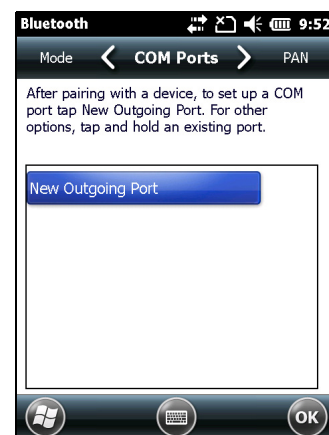 Bluetooth 9:52
Mode COM Ports PAN
After pairing with a device, to set up a COM
port tap New Outgoing Port. For other
options, tap and hold an existing port.
New Outgoing Port
OK